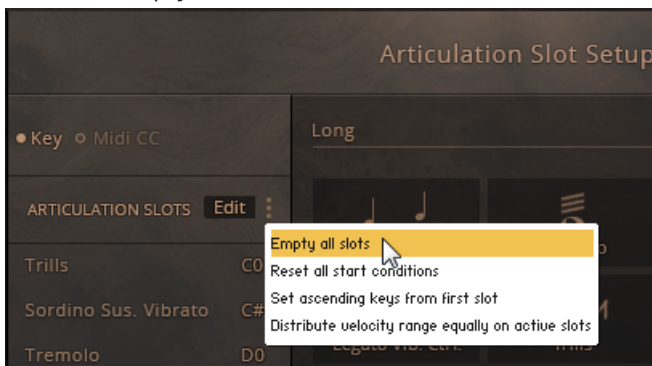 Articulation Slot Setup
Key Midi CC
Long
ARTICULATION SLOTS Edit
Empty all slots
Trills C0
Reset all start conditions
Sordino Sus. Vibrato C#
Set ascending keys from first slot
Distribute velocity range equally on active slots
Tremolo D0
Legato Vib. Ctrl.
Trills